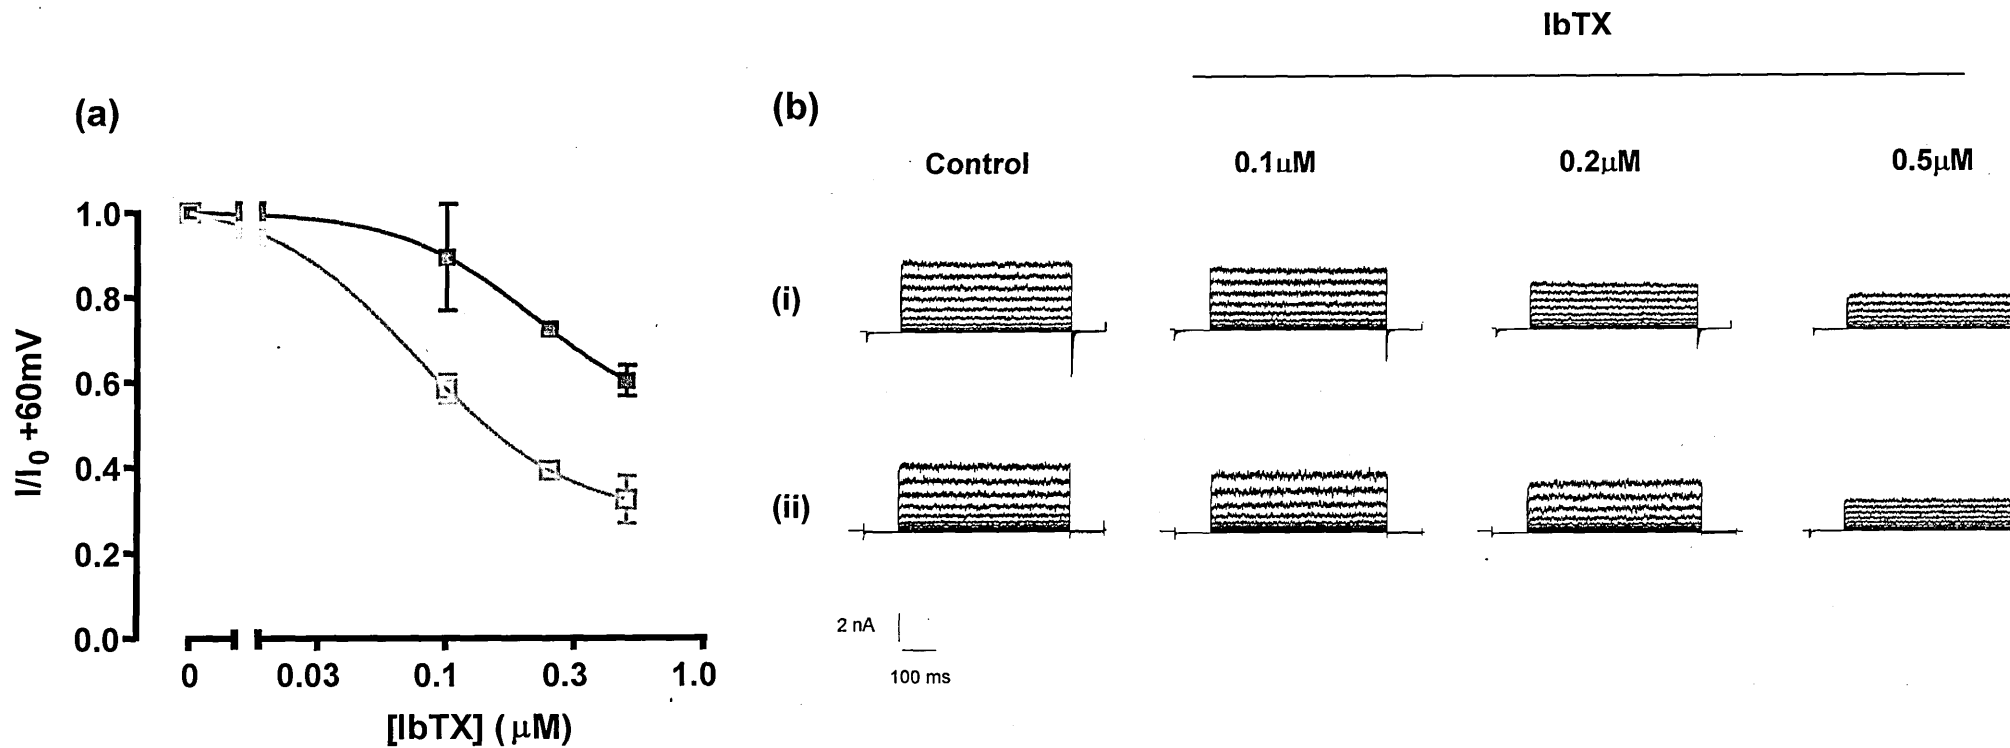 IbTX
(a)
(b)
Control
0.1μM
0.2μM
0.5μM
1.0
0.8
0.6
0.4
0.2
0.0
I/I0 +60mV
0
0.03
0.1
0.3
1.0
[IbTX] (μM)
(i)
(ii)
2 nA
100 ms